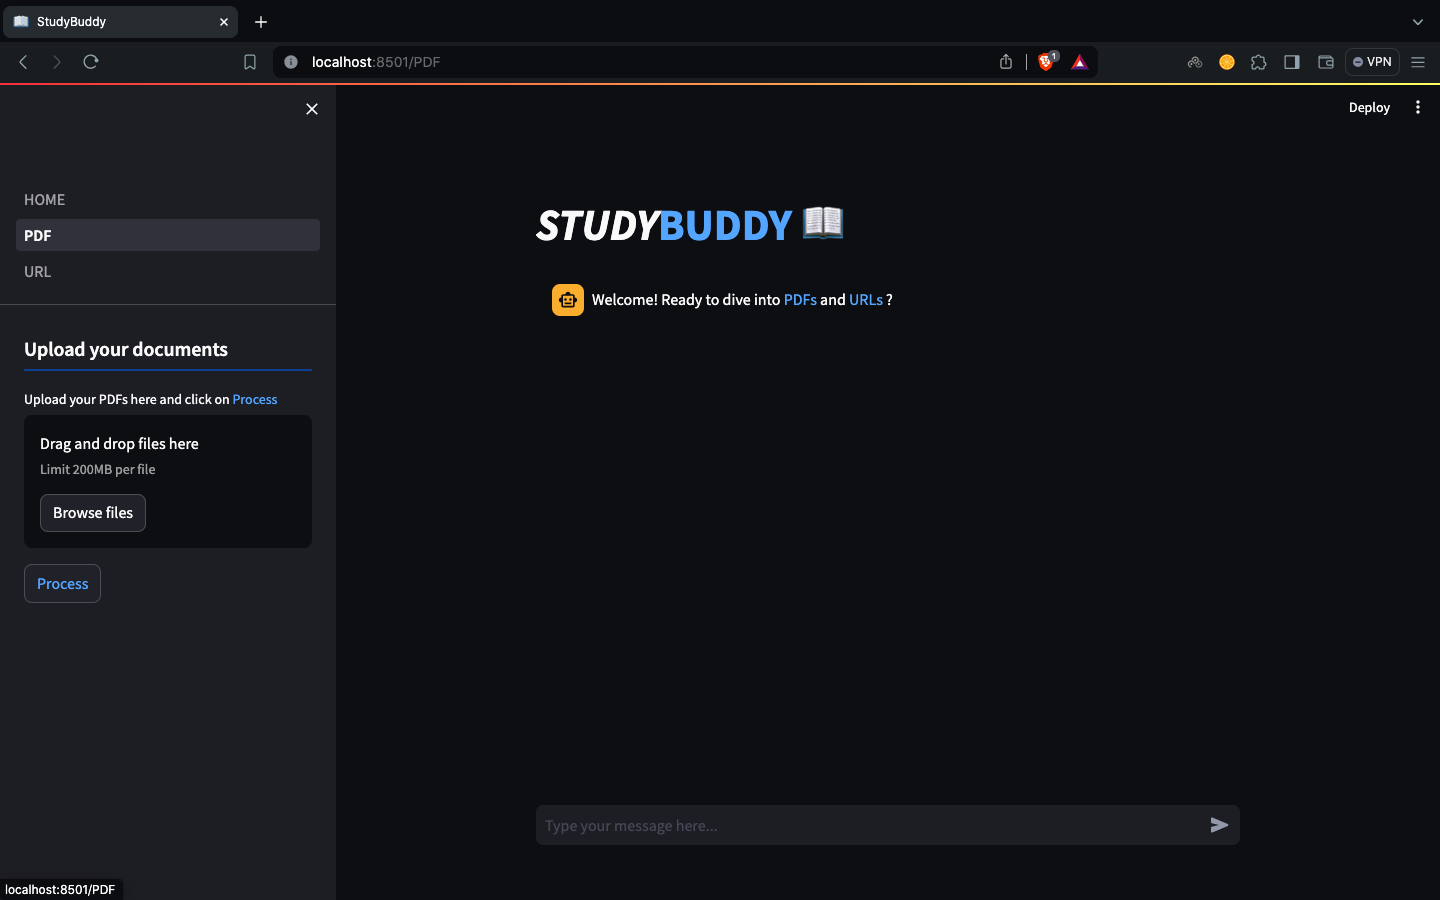 StudyBuddy
localhost:8501/PDF
1
VPN
Deploy
HOME
PDF
URL
Upload your documents
Upload your PDFs here and click on Process
Drag and drop files here
Limit 200MB per file
Browse files
Process
STUDYBUDDY
Welcome! Ready to dive into PDFs and URLs ?
Type your message here...
localhost:8501/PDF